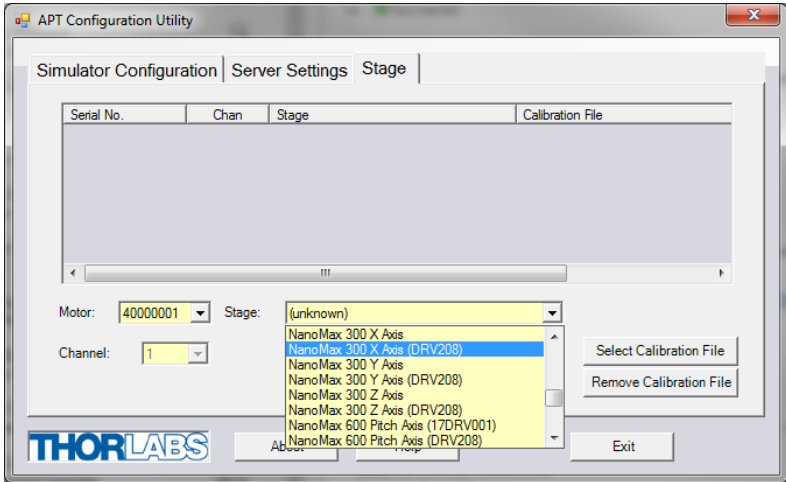 APT Configuration Utility
Simulator Configuration Server Settings Stage
Serial No. Chan Stage Calibration File
Motor: 40000001 Stage: (unknown)
NanoMax 300 X Axis
NanoMax 300 X Axis (DRV208)
NanoMax 300 Y Axis
NanoMax 300 Y Axis (DRV208)
NanoMax 300 Z Axis
NanoMax 300 Z Axis (DRV208)
NanoMax 600 Pitch Axis (17DRV001)
NanoMax 600 Pitch Axis (DRV208)
Channel: 1
Select Calibration File
Remove Calibration File
THORLABS About Help Exit